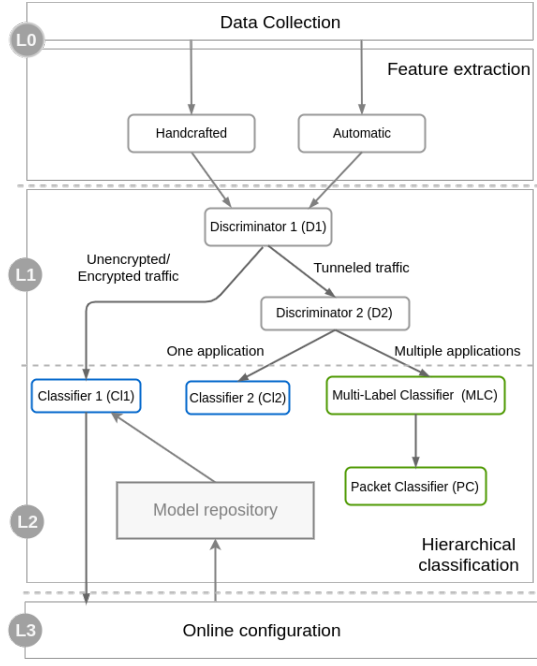 Data Collection
L0
Feature extraction
Handcrafted
Automatic
Discriminator 1 (D1)
Unencrypted/
Encrypted traffic
Tunneled traffic
L1
Discriminator 2 (D2)
One application
Multiple applications
Classifier 1 (Cl1)
Classifier 2 (Cl2)
Multi-Label Classifier (MLC)
Packet Classifier (PC)
Model repository
L2
Hierarchical
classification
L3
Online configuration